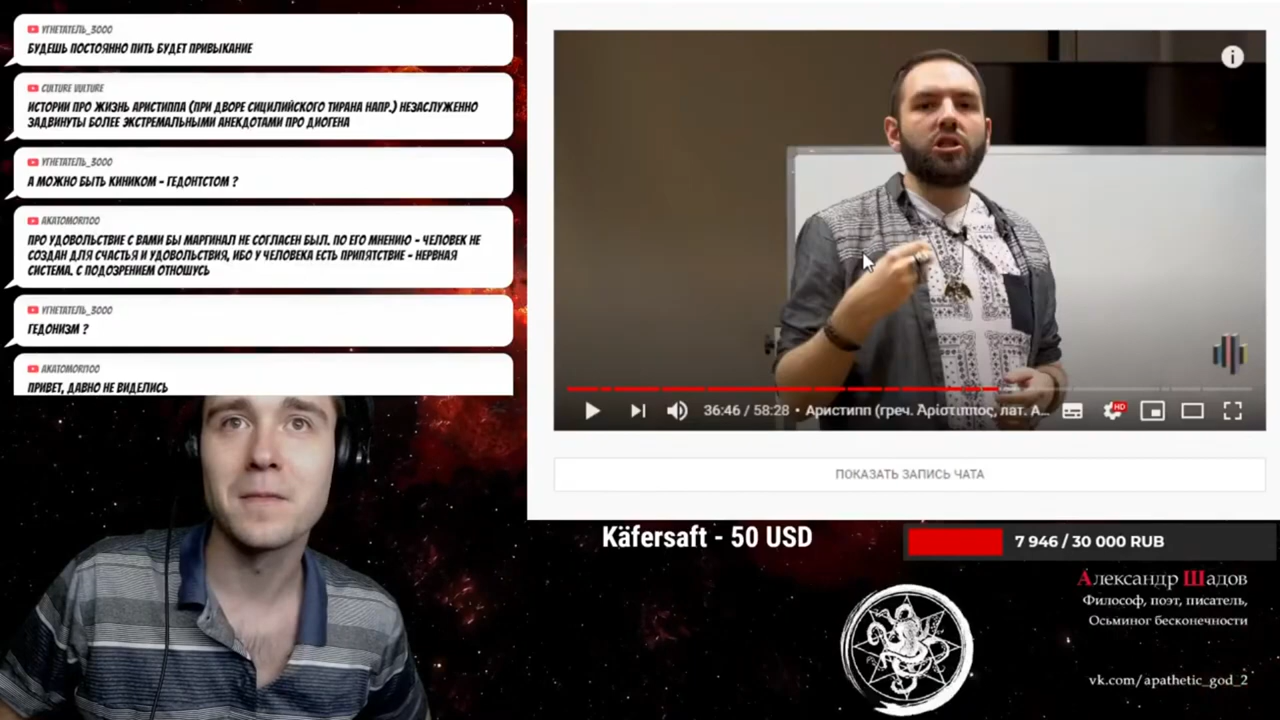 УГНЕТАТЕЛЬ_3000
БУДЕШЬ ПОСТОЯННО ПИТЬ БУДЕТ ПРИВЫКАНИЕ
CULTURE VULTURE
ИСТОРИИ ПРО ЖИЗНЬ АРИСТИППА (ПРИ ДВОРЕ СИЦИЛИЙСКОГО ТИРАНА НАПР.) НЕЗАСЛУЖЕННО
ЗАДВИНУТЫ БОЛЕЕ ЭКСТРЕМАЛЬНЫМИ АНЕКДОТАМИ ПРО ДИОГЕНА
УГНЕТАТЕЛЬ_3000
А МОЖНО БЫТЬ КИНИКОМ - ГЕДОНТСТОМ ?
AKATOMORI100
ПРО УДОВОЛЬСТВИЕ С ВАМИ БЫ МАРГИНАЛ НЕ СОГЛАСЕН БЫЛ. ПО ЕГО МНЕНИЮ - ЧЕЛОВЕК НЕ
СОЗДАН ДЛЯ СЧАСТЬЯ И УДОВОЛЬСТВИЯ, ИБО У ЧЕЛОВЕКА ЕСТЬ ПРИПЯТСТВИЕ - НЕРВНАЯ
СИСТЕМА. С ПОДОЗРЕНИЕМ ОТНОШУСЬ
УГНЕТАТЕЛЬ_3000
ГЕДОНИЗМ ?
AKATOMORI100
ПРИВЕТ, ДАВНО НЕ ВИДЕЛИСЬ
36:46 / 58:28 • Аристипп (греч. Ἀρίστιππος, лат. A...
HD
ПОКАЗАТЬ ЗАПИСЬ ЧАТА
Käfersaft - 50 USD
7 946 / 30 000 RUB
Александр Шадов
Философ, поэт, писатель,
Осьминог бесконечности
vk.com/apathetic_god_2